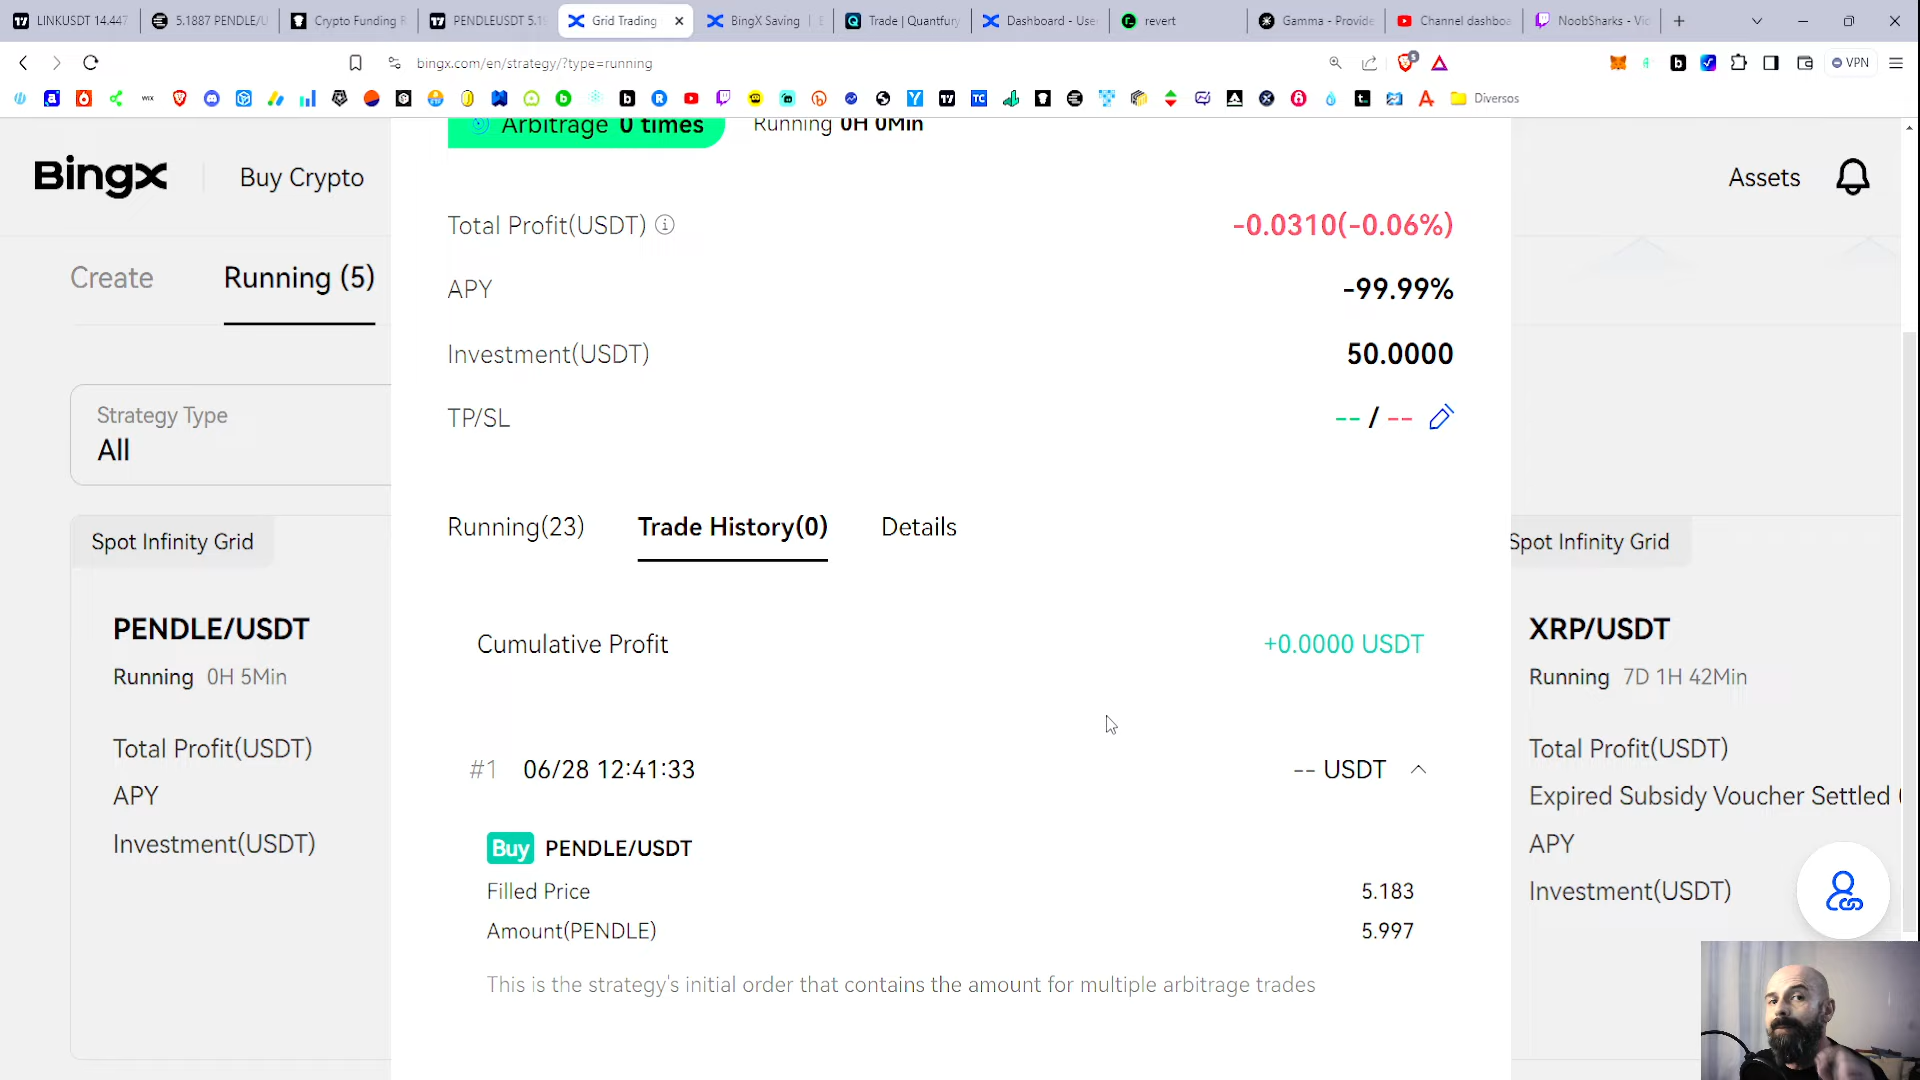 LINKUSDT 14.447
5.1887 PENDLE/U
Crypto Funding R
PENDLEUSDT 5.18
Grid Trading
BingX Saving
Trade | Quantfury
Dashboard - Use
revert
Gamma - Provide
Channel dashboa
NoobSharks - Vic
bingx.com/en/strategy/?type=running
VPN
Diversos
Arbitrage 0 times
Running 0H 0Min
BingX
Buy Crypto
Assets
Create
Running (5)
Total Profit(USDT)
-0.0310(-0.06%)
APY
-99.99%
Investment(USDT)
50.0000
TP/SL
-- / --
Strategy Type
All
Running(23)
Trade History(0)
Details
Spot Infinity Grid
PENDLE/USDT
Running 0H 5Min
Total Profit(USDT)
APY
Investment(USDT)
Cumulative Profit
+0.0000 USDT
#1 06/28 12:41:33
-- USDT
Buy PENDLE/USDT
Filled Price
5.183
Amount(PENDLE)
5.997
This is the strategy's initial order that contains the amount for multiple arbitrage trades
Spot Infinity Grid
XRP/USDT
Running 7D 1H 42Min
Total Profit(USDT)
Expired Subsidy Voucher Settled (
APY
Investment(USDT)